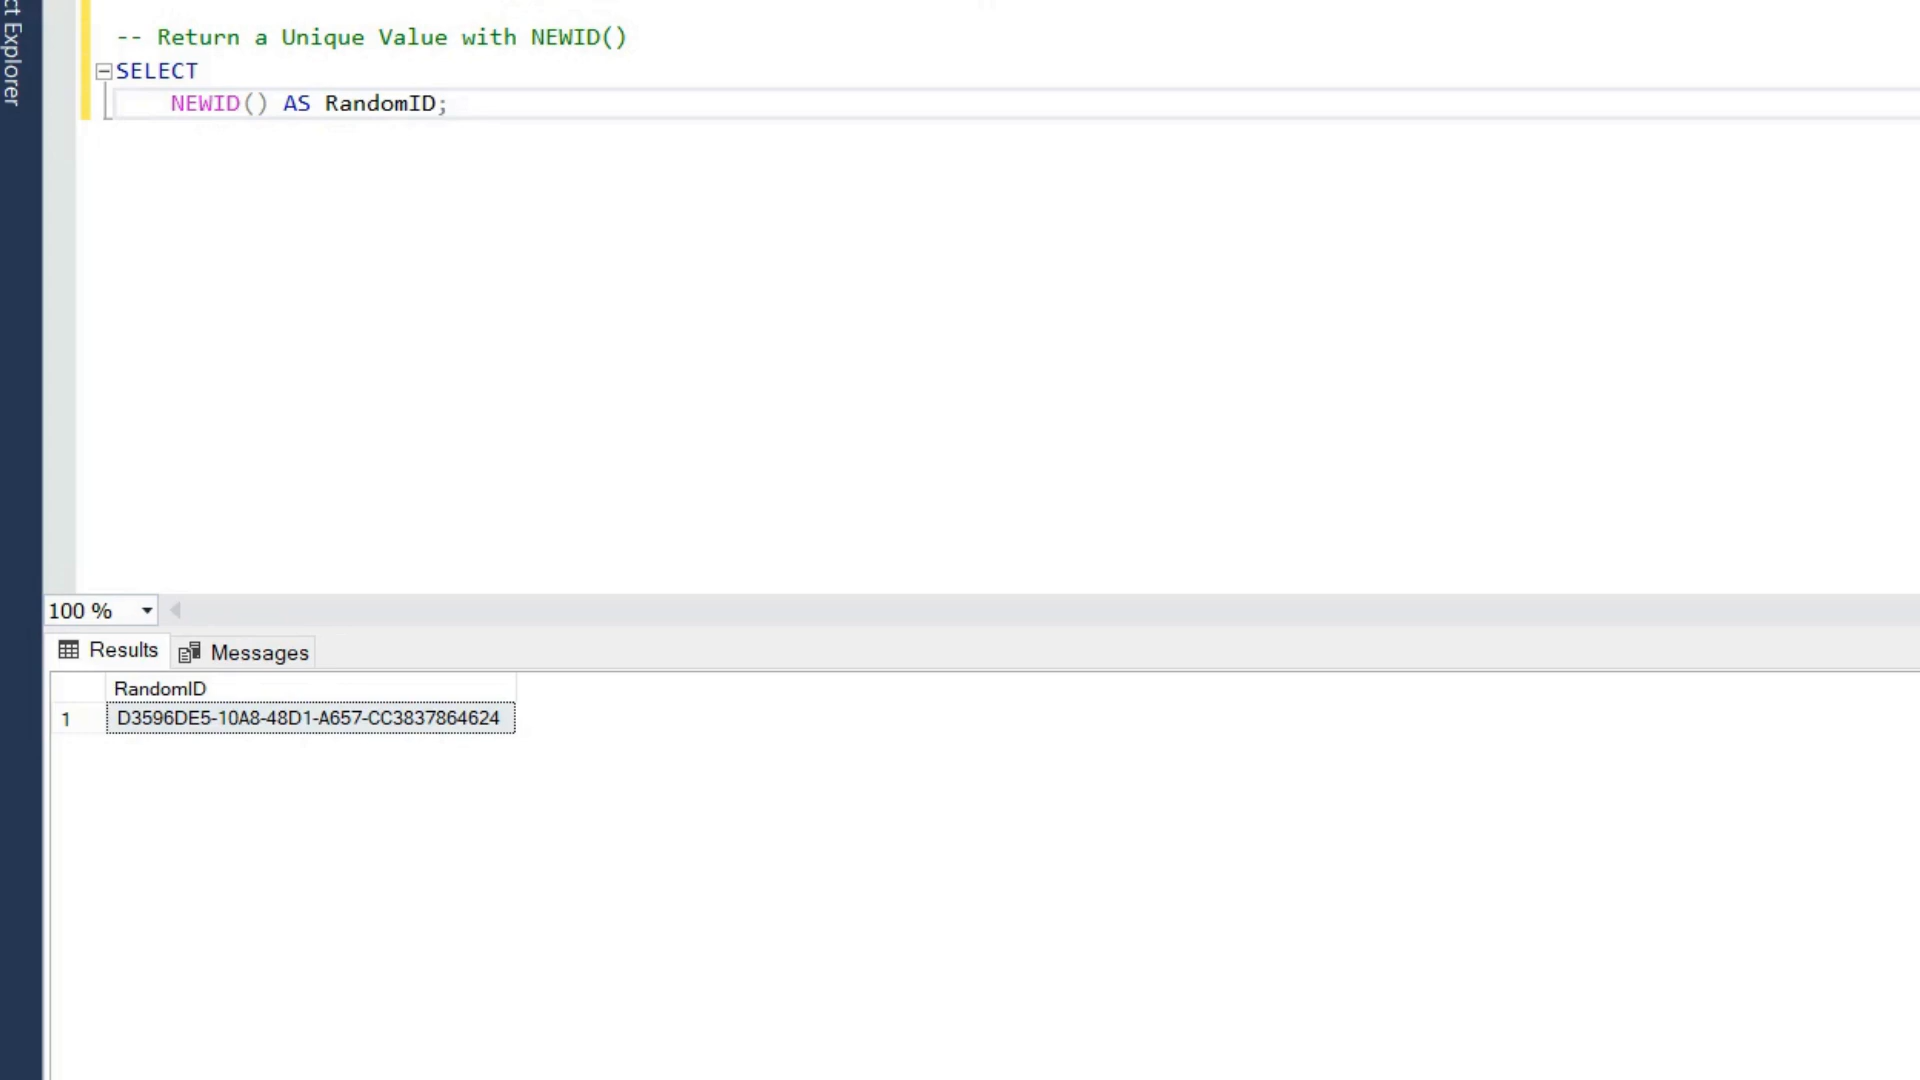 ct Explorer
-- Return a Unique Value with NEWID()
SELECT
NEWID() AS RandomID;
100 %
Results
Messages
RandomID
1
D3596DE5-10A8-48D1-A657-CC3837864624